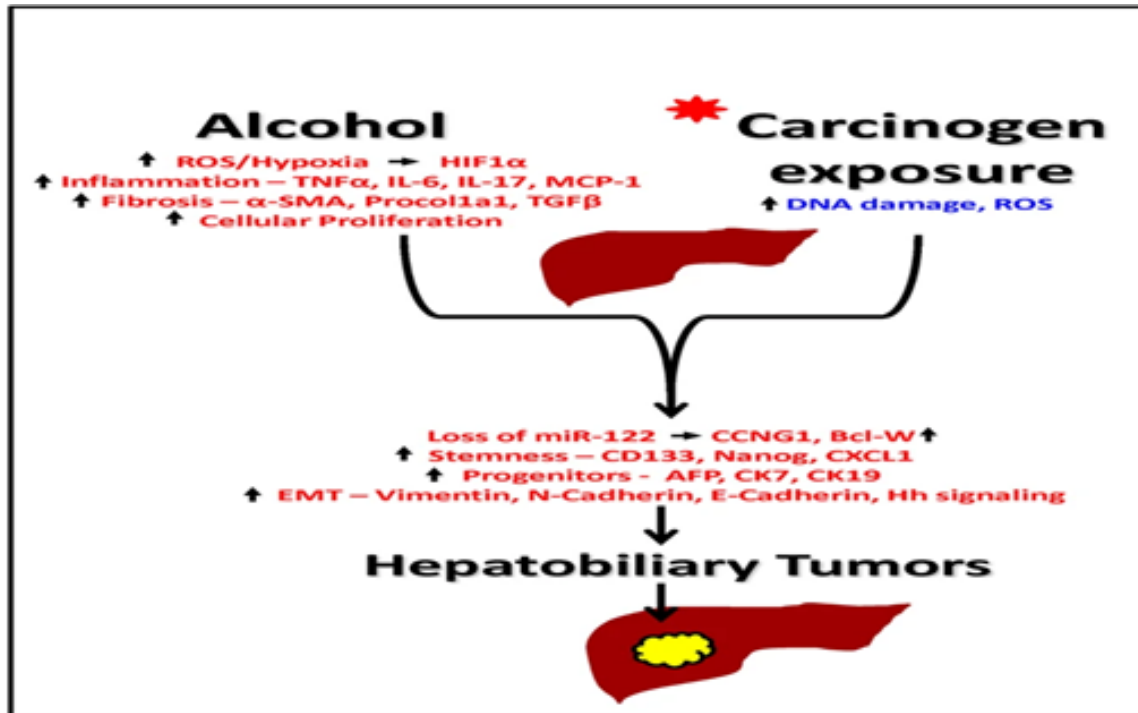 Alcohol
↑ ROS/Hypoxia → HIF1α
↑ Inflammation – TNFα, IL-6, IL-17, MCP-1
↑ Fibrosis – α-SMA, Procol1a1, TGFβ
↑ Cellular Proliferation
Carcinogen
exposure
↑ DNA damage, ROS
Loss of miR-122 → CCNG1, Bcl-W ↑
↑ Stemness – CD133, Nanog, CXCL1
↑ Progenitors - AFP, CK7, CK19
↑ EMT – Vimentin, N-Cadherin, E-Cadherin, Hh signaling
Hepatobiliary Tumors